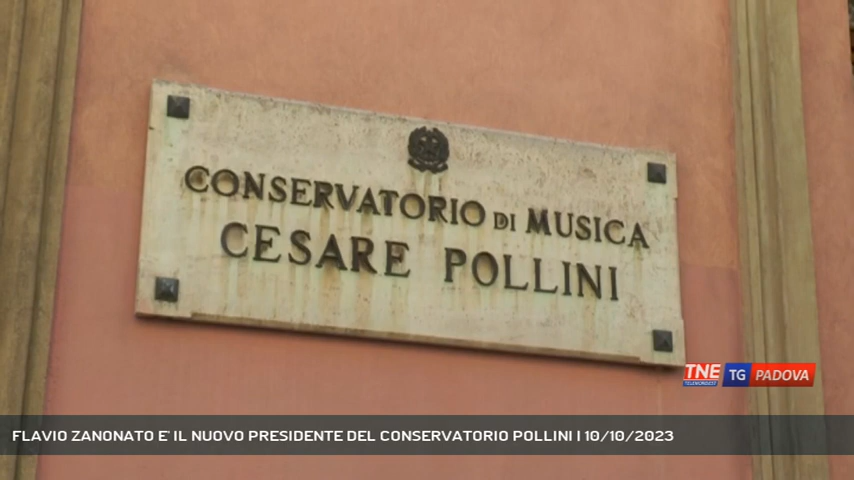 CONSERVATORIO DI MUSICA
CESARE POLLINI
TNE TG PADOVA
TELENORDEST
FLAVIO ZANONATO E' IL NUOVO PRESIDENTE DEL CONSERVATORIO POLLINI | 10/10/2023